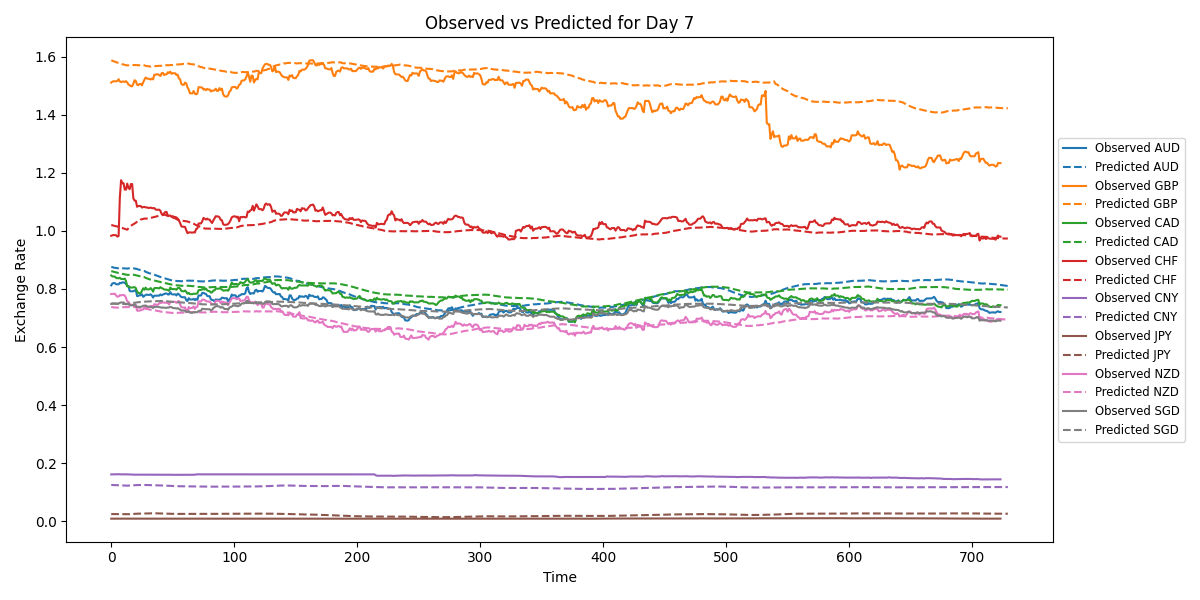 Observed vs Predicted for Day 7
1.6
1.4
1.2
1.0
0.8
0.6
0.4
0.2
0.0
Exchange Rate
0 100 200 300 400 500 600 700
Time
Observed AUD
Predicted AUD
Observed GBP
Predicted GBP
Observed CAD
Predicted CAD
Observed CHF
Predicted CHF
Observed CNY
Predicted CNY
Observed JPY
Predicted JPY
Observed NZD
Predicted NZD
Observed SGD
Predicted SGD